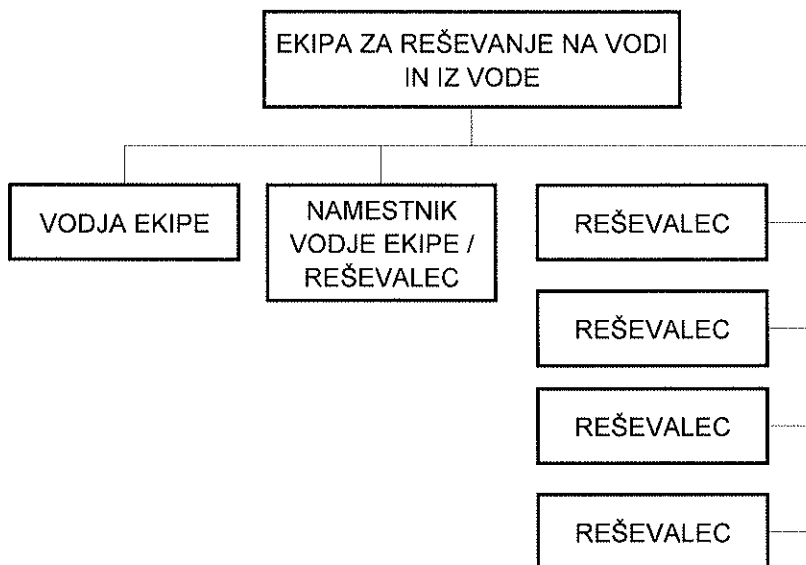 EKIPA ZA REŠEVANJE NA VODI
IN IZ VODE
VODJA EKIPE
NAMESTNIK
VODJE EKIPE /
REŠEVALEC
REŠEVALEC
REŠEVALEC
REŠEVALEC
REŠEVALEC